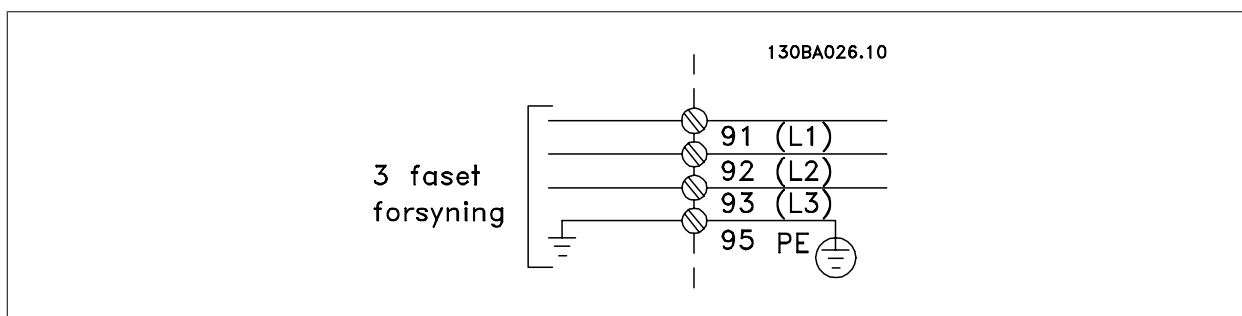 130BA026.10
91 (L1)
92 (L2)
93 (L3)
95 PE
3 faset
forsyning